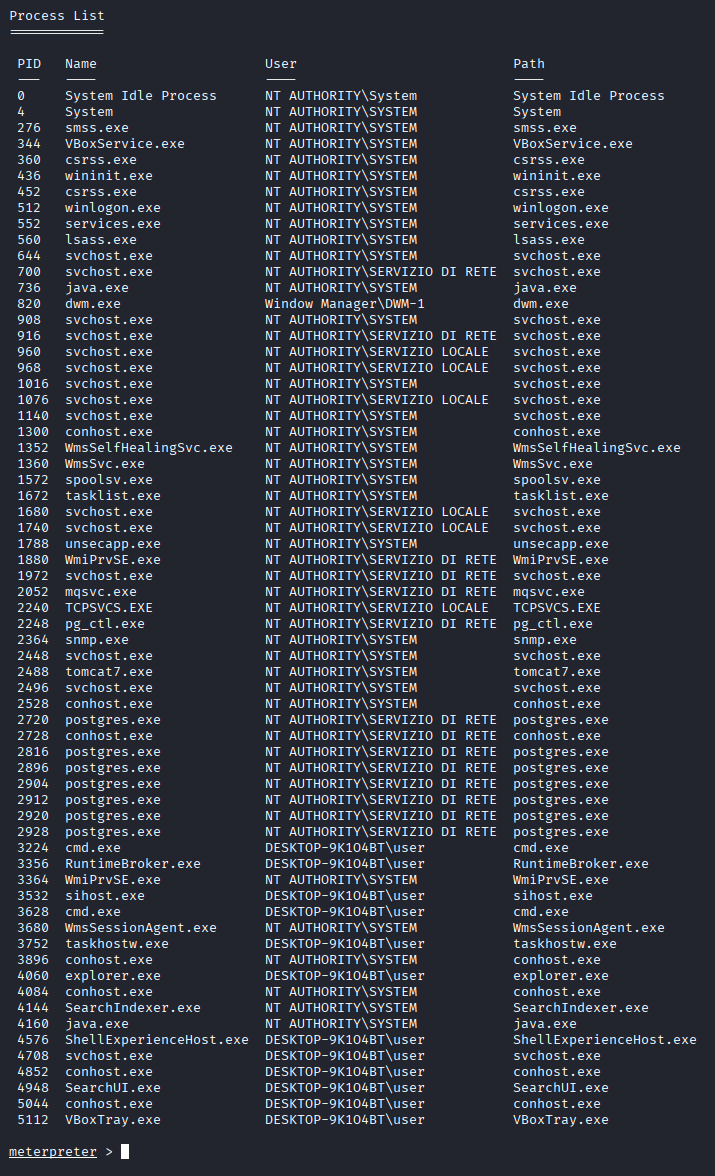 Process List
============
PID Name User Path
--- ---- ---- ----
0 System Idle Process NT AUTHORITY\System System Idle Process
4 System NT AUTHORITY\SYSTEM System
276 smss.exe NT AUTHORITY\SYSTEM smss.exe
344 VBoxService.exe NT AUTHORITY\SYSTEM VBoxService.exe
360 csrss.exe NT AUTHORITY\SYSTEM csrss.exe
436 wininit.exe NT AUTHORITY\SYSTEM wininit.exe
452 csrss.exe NT AUTHORITY\SYSTEM csrss.exe
512 winlogon.exe NT AUTHORITY\SYSTEM winlogon.exe
552 services.exe NT AUTHORITY\SYSTEM services.exe
560 lsass.exe NT AUTHORITY\SYSTEM lsass.exe
644 svchost.exe NT AUTHORITY\SYSTEM svchost.exe
700 svchost.exe NT AUTHORITY\SERVIZIO DI RETE svchost.exe
736 java.exe NT AUTHORITY\SYSTEM java.exe
820 dwm.exe Window Manager\DWM-1 dwm.exe
908 svchost.exe NT AUTHORITY\SYSTEM svchost.exe
916 svchost.exe NT AUTHORITY\SERVIZIO DI RETE svchost.exe
960 svchost.exe NT AUTHORITY\SERVIZIO LOCALE svchost.exe
968 svchost.exe NT AUTHORITY\SERVIZIO LOCALE svchost.exe
1016 svchost.exe NT AUTHORITY\SYSTEM svchost.exe
1076 svchost.exe NT AUTHORITY\SERVIZIO LOCALE svchost.exe
1140 svchost.exe NT AUTHORITY\SYSTEM svchost.exe
1300 conhost.exe NT AUTHORITY\SYSTEM conhost.exe
1352 WmsSelfHealingSvc.exe NT AUTHORITY\SYSTEM WmsSelfHealingSvc.exe
1360 WmsSvc.exe NT AUTHORITY\SYSTEM WmsSvc.exe
1572 spoolsv.exe NT AUTHORITY\SYSTEM spoolsv.exe
1672 tasklist.exe NT AUTHORITY\SYSTEM tasklist.exe
1680 svchost.exe NT AUTHORITY\SERVIZIO LOCALE svchost.exe
1740 svchost.exe NT AUTHORITY\SERVIZIO LOCALE svchost.exe
1788 unsecapp.exe NT AUTHORITY\SYSTEM unsecapp.exe
1880 WmiPrvSE.exe NT AUTHORITY\SERVIZIO DI RETE WmiPrvSE.exe
1972 svchost.exe NT AUTHORITY\SERVIZIO DI RETE svchost.exe
2052 mqsvc.exe NT AUTHORITY\SERVIZIO DI RETE mqsvc.exe
2240 TCPSVCS.EXE NT AUTHORITY\SERVIZIO LOCALE TCPSVCS.EXE
2248 pg_ctl.exe NT AUTHORITY\SERVIZIO DI RETE pg_ctl.exe
2364 snmp.exe NT AUTHORITY\SYSTEM snmp.exe
2448 svchost.exe NT AUTHORITY\SYSTEM svchost.exe
2488 tomcat7.exe NT AUTHORITY\SYSTEM tomcat7.exe
2496 svchost.exe NT AUTHORITY\SYSTEM svchost.exe
2528 conhost.exe NT AUTHORITY\SYSTEM conhost.exe
2720 postgres.exe NT AUTHORITY\SERVIZIO DI RETE postgres.exe
2728 conhost.exe NT AUTHORITY\SERVIZIO DI RETE conhost.exe
2816 postgres.exe NT AUTHORITY\SERVIZIO DI RETE postgres.exe
2896 postgres.exe NT AUTHORITY\SERVIZIO DI RETE postgres.exe
2904 postgres.exe NT AUTHORITY\SERVIZIO DI RETE postgres.exe
2912 postgres.exe NT AUTHORITY\SERVIZIO DI RETE postgres.exe
2920 postgres.exe NT AUTHORITY\SERVIZIO DI RETE postgres.exe
2928 postgres.exe NT AUTHORITY\SERVIZIO DI RETE postgres.exe
3224 cmd.exe DESKTOP-9K1O4BT\user cmd.exe
3356 RuntimeBroker.exe DESKTOP-9K1O4BT\user RuntimeBroker.exe
3364 WmiPrvSE.exe NT AUTHORITY\SYSTEM WmiPrvSE.exe
3532 sihost.exe DESKTOP-9K1O4BT\user sihost.exe
3628 cmd.exe DESKTOP-9K1O4BT\user cmd.exe
3680 WmsSessionAgent.exe NT AUTHORITY\SYSTEM WmsSessionAgent.exe
3752 taskhostw.exe DESKTOP-9K1O4BT\user taskhostw.exe
3896 conhost.exe NT AUTHORITY\SYSTEM conhost.exe
4060 explorer.exe DESKTOP-9K1O4BT\user explorer.exe
4084 conhost.exe NT AUTHORITY\SYSTEM conhost.exe
4144 SearchIndexer.exe NT AUTHORITY\SYSTEM SearchIndexer.exe
4160 java.exe NT AUTHORITY\SYSTEM java.exe
4576 ShellExperienceHost.exe DESKTOP-9K1O4BT\user ShellExperienceHost.exe
4708 svchost.exe DESKTOP-9K1O4BT\user svchost.exe
4852 conhost.exe DESKTOP-9K1O4BT\user conhost.exe
4948 SearchUI.exe DESKTOP-9K1O4BT\user SearchUI.exe
5044 conhost.exe DESKTOP-9K1O4BT\user conhost.exe
5112 VBoxTray.exe DESKTOP-9K1O4BT\user VBoxTray.exe
meterpreter >